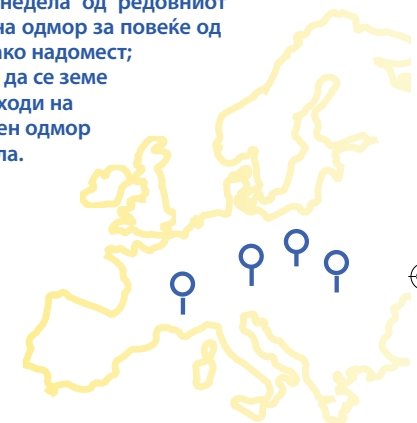 недела од редовниот
на одмор за повеќе од
ако надомест;
да се земе
ходи на
ен одмор
ла.